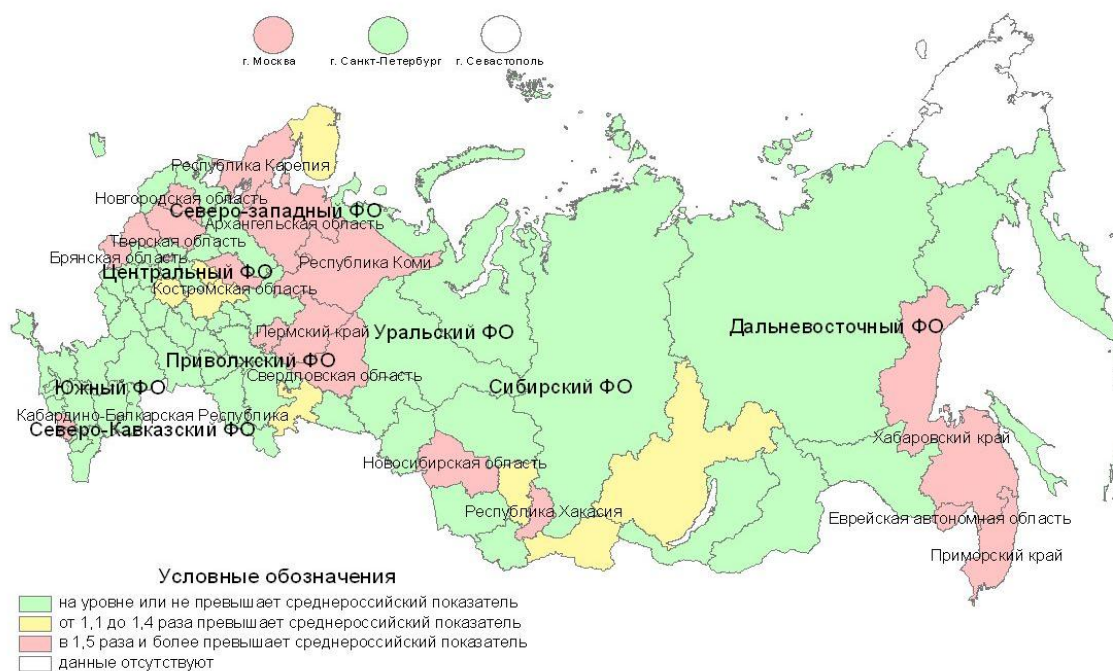 г. Москва
г. Санкт-Петербург
г. Севастополь
Республика Карелия
Новгородская область
Северо-западный ФО
Архангельская область
Тверская область
Брянская область
Республика Коми
Центральный ФО
Костромская область
Пермский край
Уральский ФО
Дальневосточный ФО
Приволжский ФО
Свердловская область
Сибирский ФО
Южный ФО
Кабардино-Балкарская Республика
Северо-Кавказский ФО
Хабаровский край
Новосибирская область
Республика Хакасия
Еврейская автономная область
Приморский край
Условные обозначения
на уровне или не превышает среднероссийский показатель
от 1,1 до 1,4 раза превышает среднероссийский показатель
в 1,5 раза и более превышает среднероссийский показатель
данные отсутствуют